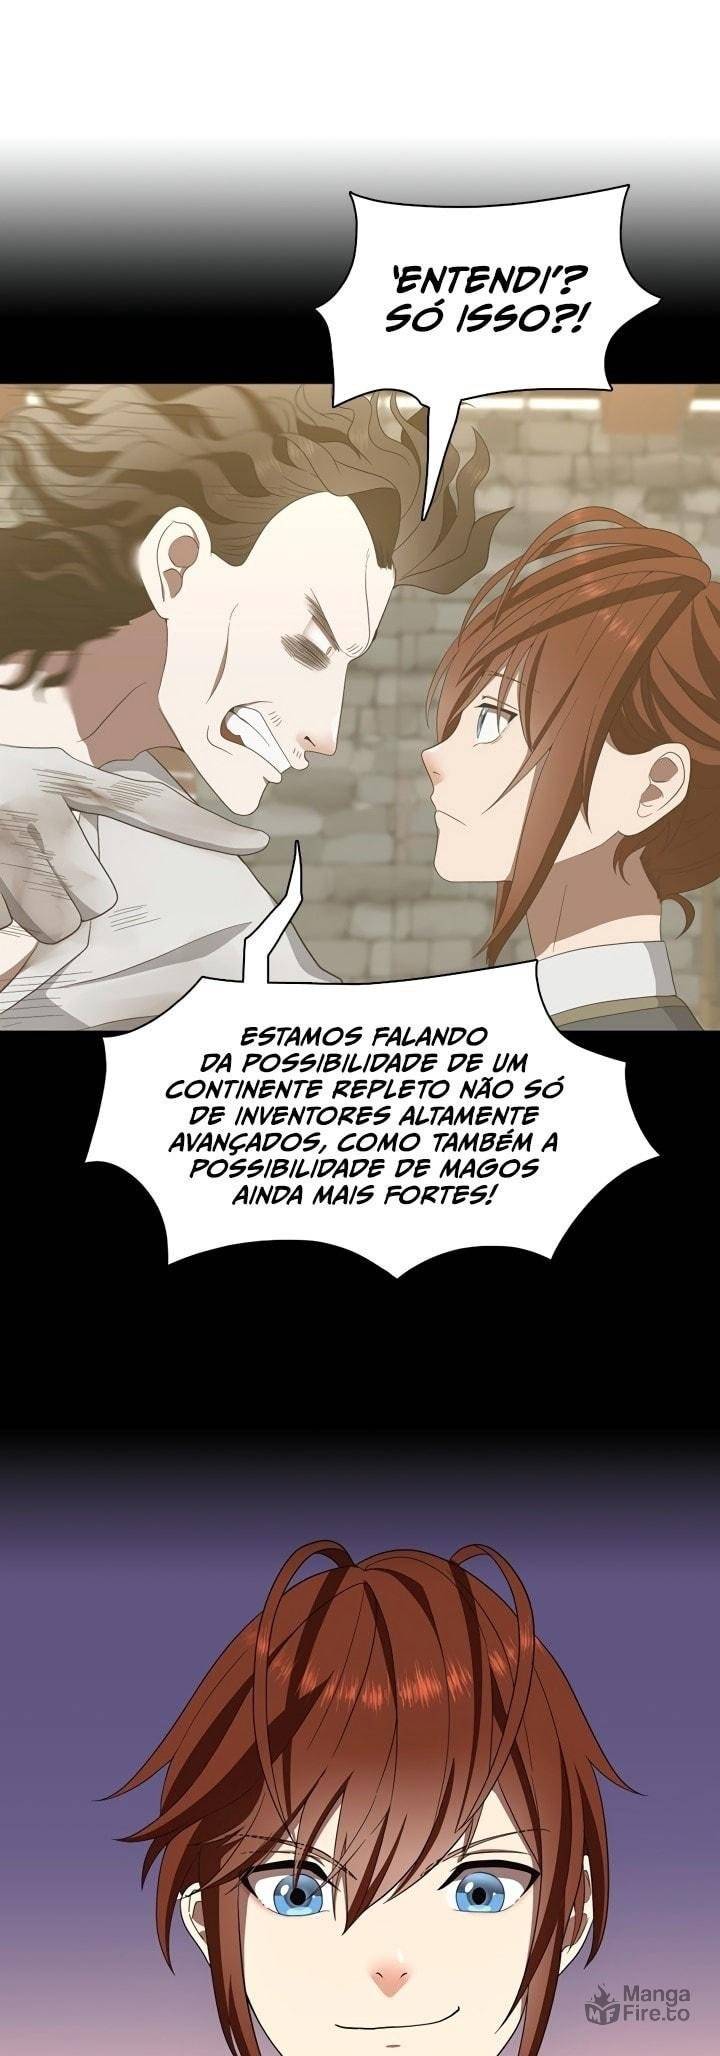 'ENTENDI'?
SÓ ISSO?!
ESTAMOS FALANDO
DA POSSIBILIDADE DE UM
CONTINENTE REPLETO NÃO SÓ
DE INVENTORES ALTAMENTE
AVANÇADOS, COMO TAMBÉM A
POSSIBILIDADE DE MAGOS
AINDA MAIS FORTES!
Manga
MF Fire.to